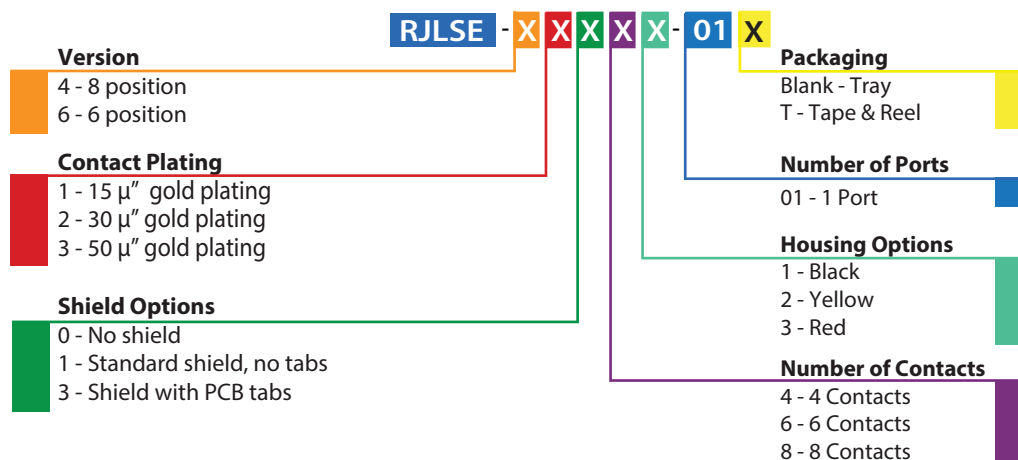 RJLSE - X X X X X - 01 X
Version
4 - 8 position
6 - 6 position
Contact Plating
1 - 15 µ” gold plating
2 - 30 µ” gold plating
3 - 50 µ” gold plating
Shield Options
0 - No shield
1 - Standard shield, no tabs
3 - Shield with PCB tabs
Packaging
Blank - Tray
T - Tape & Reel
Number of Ports
01 - 1 Port
Housing Options
1 - Black
2 - Yellow
3 - Red
Number of Contacts
4 - 4 Contacts
6 - 6 Contacts
8 - 8 Contacts